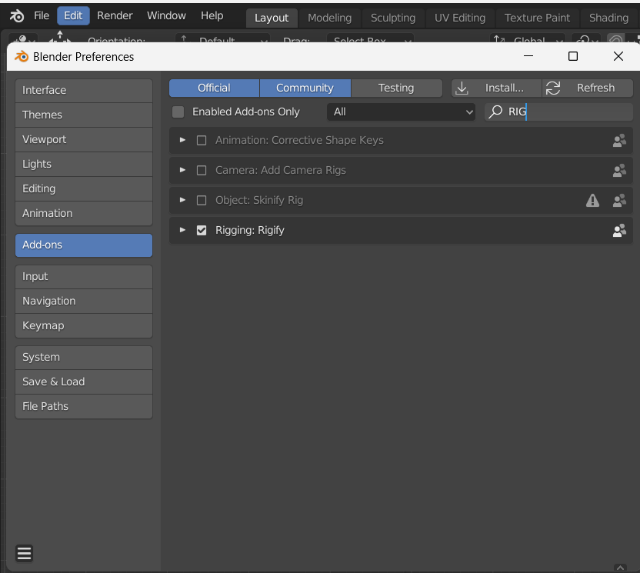 File Edit Render Window Help Layout Modeling Sculpting UV Editing Texture Paint Shading
Orientation: Default Drag: Select Box Global
Blender Preferences
Interface
Themes
Viewport
Lights
Editing
Animation
Add-ons
Input
Navigation
Keymap
System
Save & Load
File Paths
Official Community Testing Install... Refresh
Enabled Add-ons Only All RIG
Animation: Corrective Shape Keys
Camera: Add Camera Rigs
Object: Skinify Rig
Rigging: Rigify